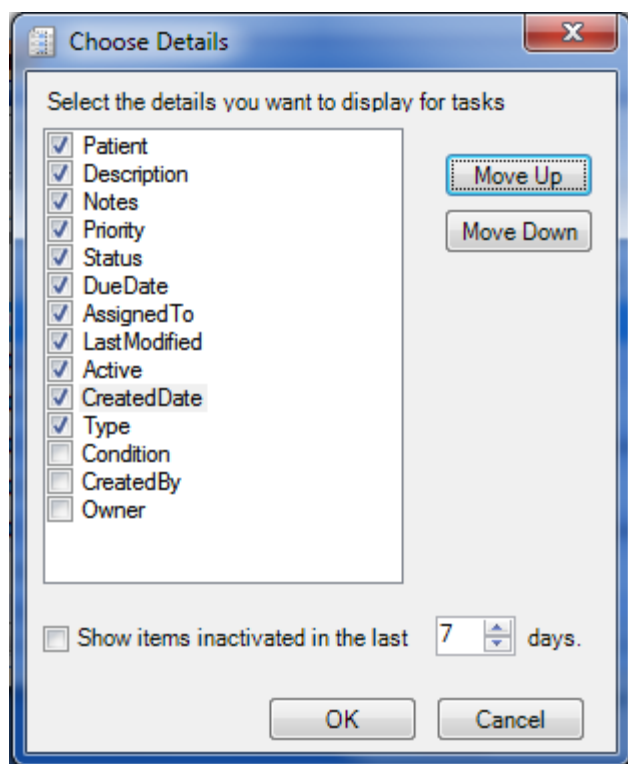 Choose Details
Select the details you want to display for tasks
Patient
Description
Notes
Priority
Status
DueDate
AssignedTo
LastModified
Active
CreatedDate
Type
Condition
CreatedBy
Owner
Move Up
Move Down
Show items inactivated in the last 7 days.
OK Cancel